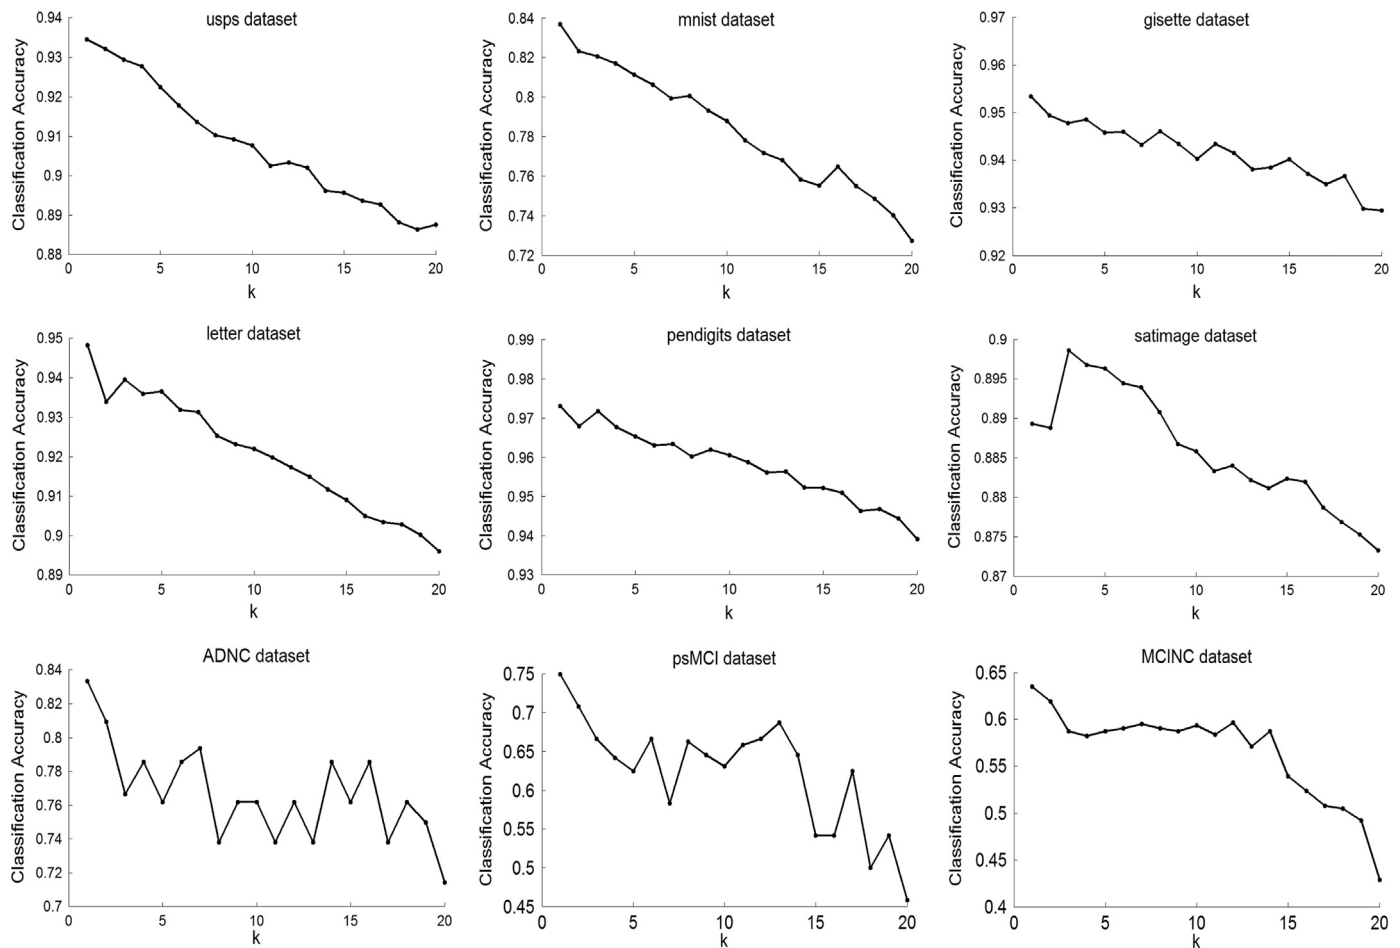 usps dataset
Classification Accuracy
0.94
0.93
0.92
0.91
0.9
0.89
0.88
0 5 10 15 20
k
mnist dataset
Classification Accuracy
0.84
0.82
0.8
0.78
0.76
0.74
0.72
0 5 10 15 20
k
gisette dataset
Classification Accuracy
0.97
0.96
0.95
0.94
0.93
0.92
0 5 10 15 20
k
letter dataset
Classification Accuracy
0.95
0.94
0.93
0.92
0.91
0.9
0.89
0 5 10 15 20
k
pendigits dataset
Classification Accuracy
0.99
0.98
0.97
0.96
0.95
0.94
0.93
0 5 10 15 20
k
satimage dataset
Classification Accuracy
0.9
0.895
0.89
0.885
0.88
0.875
0.87
0 5 10 15 20
k
ADNC dataset
Classification Accuracy
0.84
0.82
0.8
0.78
0.76
0.74
0.72
0.7
0 5 10 15 20
k
psMCI dataset
Classification Accuracy
0.75
0.7
0.65
0.6
0.55
0.5
0.45
0 5 10 15 20
k
MCINC dataset
Classification Accuracy
0.65
0.6
0.55
0.5
0.45
0.4
0 5 10 15 20
k